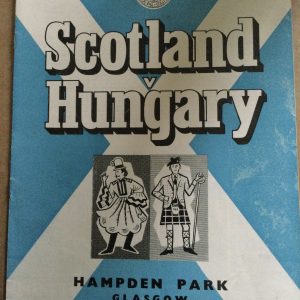 Scotland
v
Hungary
HAMPDEN PARK
GLASGOW